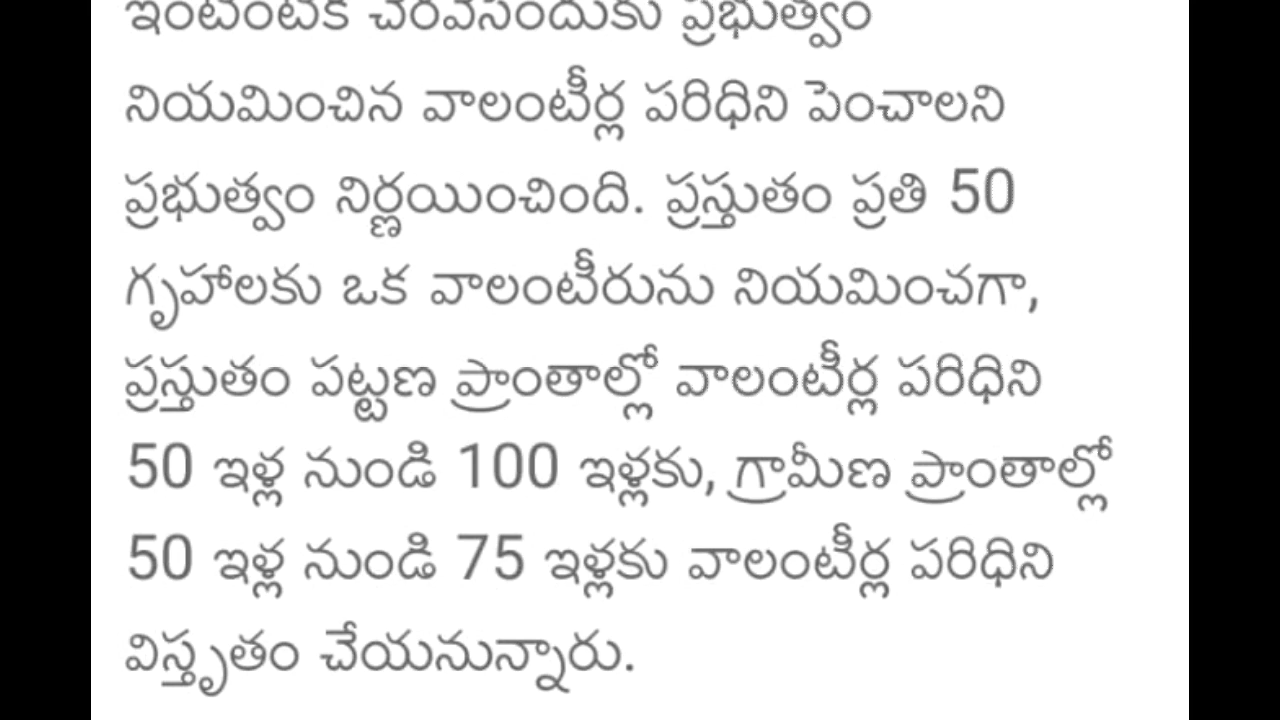 ఇంటింటికి చేరవేసేందుకు ప్రభుత్వం
నియమించిన వాలంటీర్ల పరిధిని పెంచాలని
ప్రభుత్వం నిర్ణయించింది. ప్రస్తుతం ప్రతి 50
గృహాలకు ఒక వాలంటీరును నియమించగా,
ప్రస్తుతం పట్టణ ప్రాంతాల్లో వాలంటీర్ల పరిధిని
50 ఇళ్ల నుండి 100 ఇళ్లకు, గ్రామీణ ప్రాంతాల్లో
50 ఇళ్ల నుండి 75 ఇళ్లకు వాలంటీర్ల పరిధిని
విస్తృతం చేయనున్నారు.